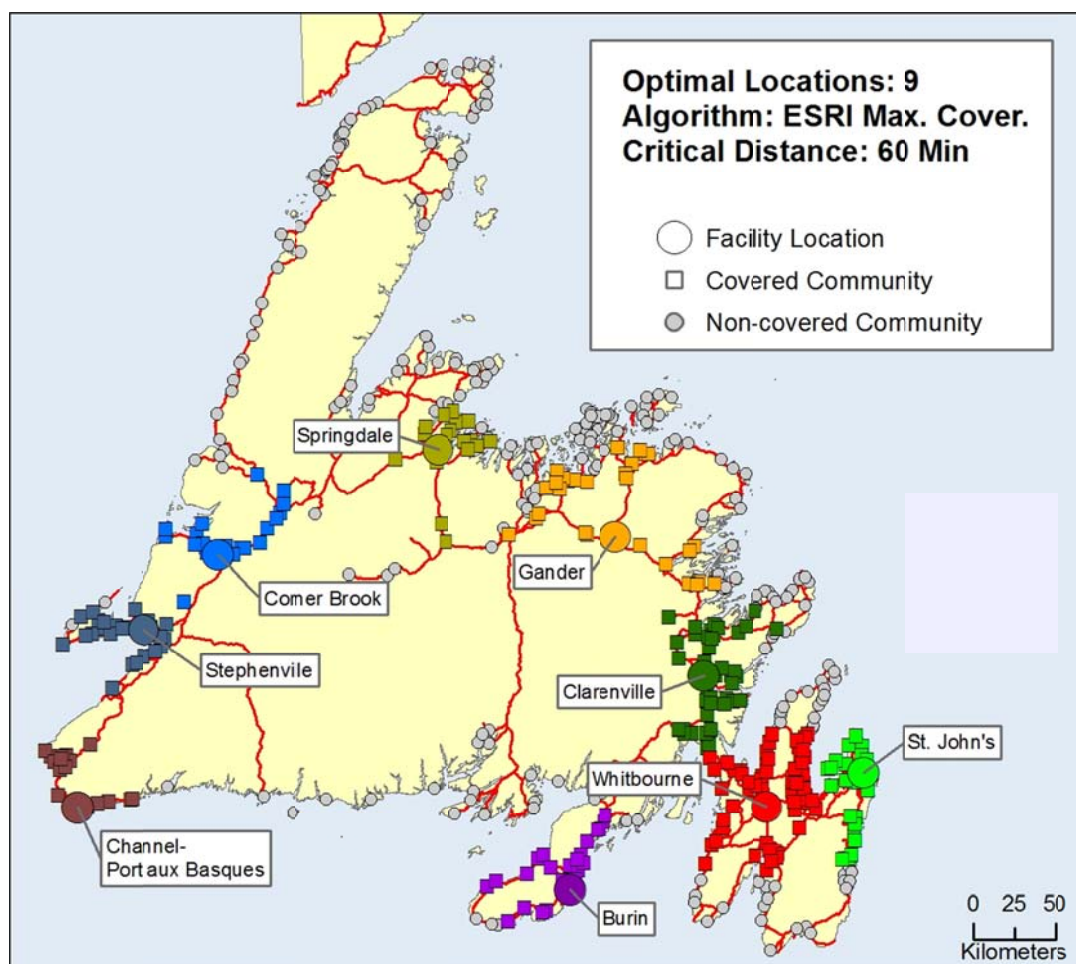 Optimal Locations: 9
Algorithm: ESRI Max. Cover.
Critical Distance: 60 Min
Facility Location
Covered Community
Non-covered Community
Springdale
Gander
Corner Brook
Stephenvile
Clarenville
St. John's
Whitbourne
Channel-
Port aux Basques
Burin
0 25 50
Kilometers